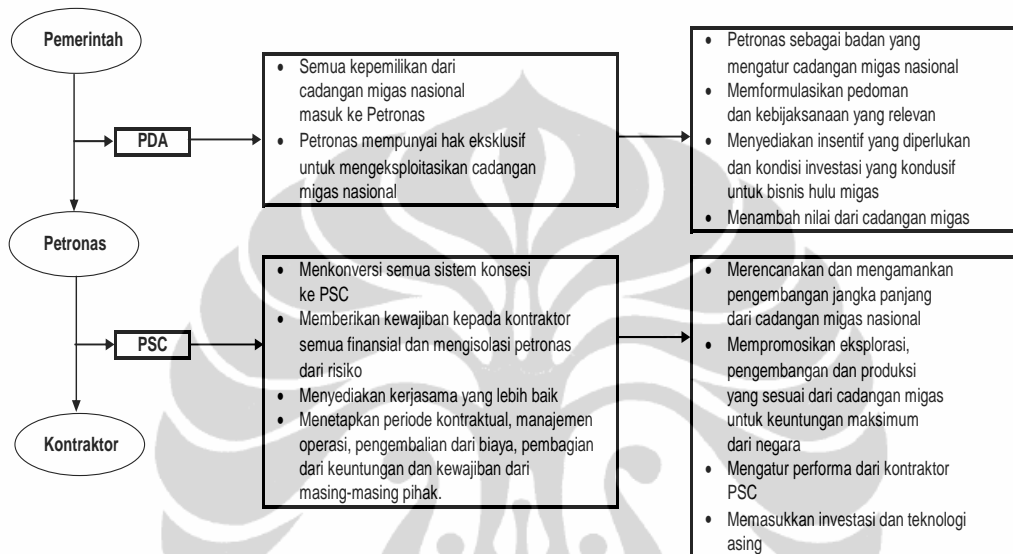 Pemerintah
PDA
• Semua kepemilikan dari
cadangan migas nasional
masuk ke Petronas
• Petronas mempunyai hak eksklusif
untuk mengeksploitasikan cadangan
migas nasional
• Petronas sebagai badan yang
mengatur cadangan migas nasional
• Memformulasikan pedoman
dan kebijaksanaan yang relevan
• Menyediakan insentif yang diperlukan
dan kondisi investasi yang kondusif
untuk bisnis hulu migas
• Menambah nilai dari cadangan migas
Petronas
PSC
• Menkonversi semua sistem konsesi
ke PSC
• Memberikan kewajiban kepada kontraktor
semua finansial dan mengisolasi petronas
dari risiko
• Menyediakan kerjasama yang lebih baik
• Menetapkan periode kontraktual, manajemen
operasi, pengembalian dari biaya, pembagian
dari keuntungan dan kewajiban dari
masing-masing pihak.
• Merencanakan dan mengamankan
pengembangan jangka panjang
dari cadangan migas nasional
• Mempromosikan eksplorasi,
pengembangan dan produksi
yang sesuai dari cadangan migas
untuk keuntungan maksimum
dari negara
• Mengatur performa dari kontraktor
PSC
• Memasukkan investasi dan teknologi
asing
Kontraktor